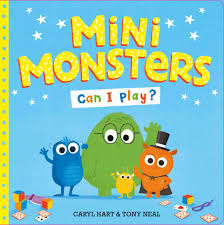 MINI
MONSTERS
Can I Play?
CARYL HART & TONY NEAL